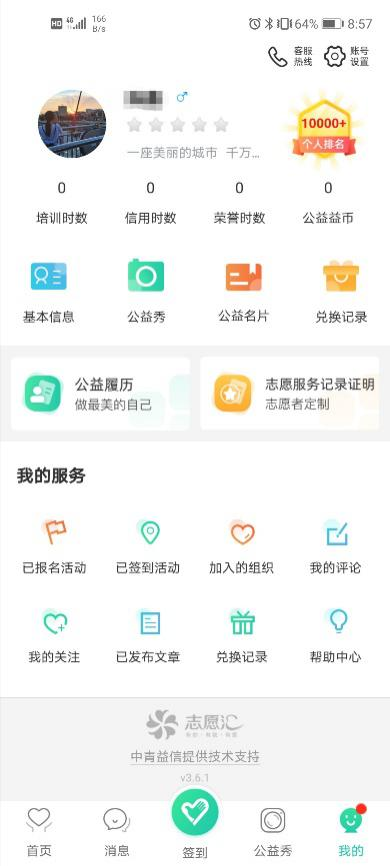 HD 4G 166 B/s 64% 8:57
客服热线
账号设置
一座美丽的城市 千万...
10000+
个人排名
0 0 0 0
培训时数 信用时数 荣誉时数 公益益币
基本信息 公益秀 公益名片 兑换记录
公益履历
做最美的自己
志愿服务记录证明
志愿者定制
我的服务
已报名活动 已签到活动 加入的组织 我的评论
我的关注 已发布文章 兑换记录 帮助中心
志愿汇
中青益信提供技术支持
v3.6.1
首页 消息 签到 公益秀 我的